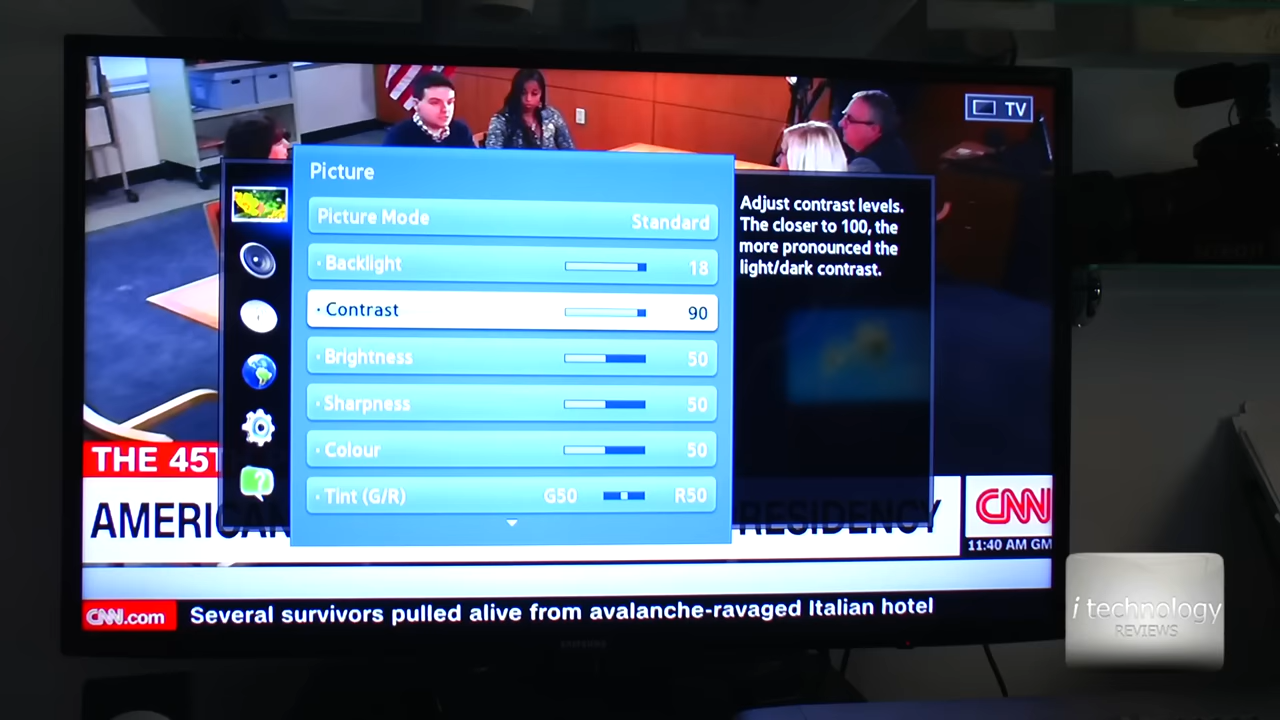 TV
Picture
Picture Mode Standard
· Backlight 18
· Contrast 90
· Brightness 50
· Sharpness 50
· Colour 50
· Tint (G/R) G50 R50
Adjust contrast levels.
The closer to 100, the
more pronounced the
light/dark contrast.
THE 45T
AMERICAN RESIDENCY
CNN
11:40 AM GM
CNN.com Several survivors pulled alive from avalanche-ravaged Italian hotel
SAMSUNG
i technology
REVIEWS